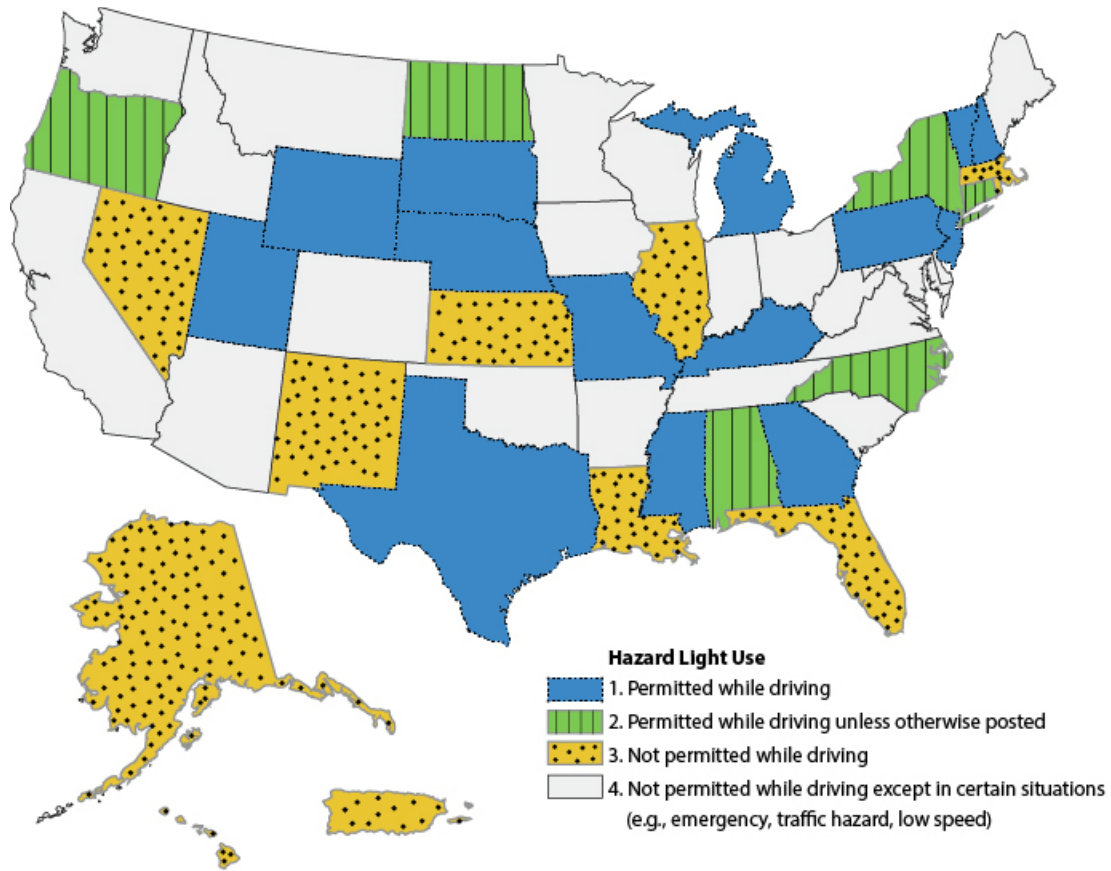 Hazard Light Use
1. Permitted while driving
2. Permitted while driving unless otherwise posted
3. Not permitted while driving
4. Not permitted while driving except in certain situations
(e.g., emergency, traffic hazard, low speed)